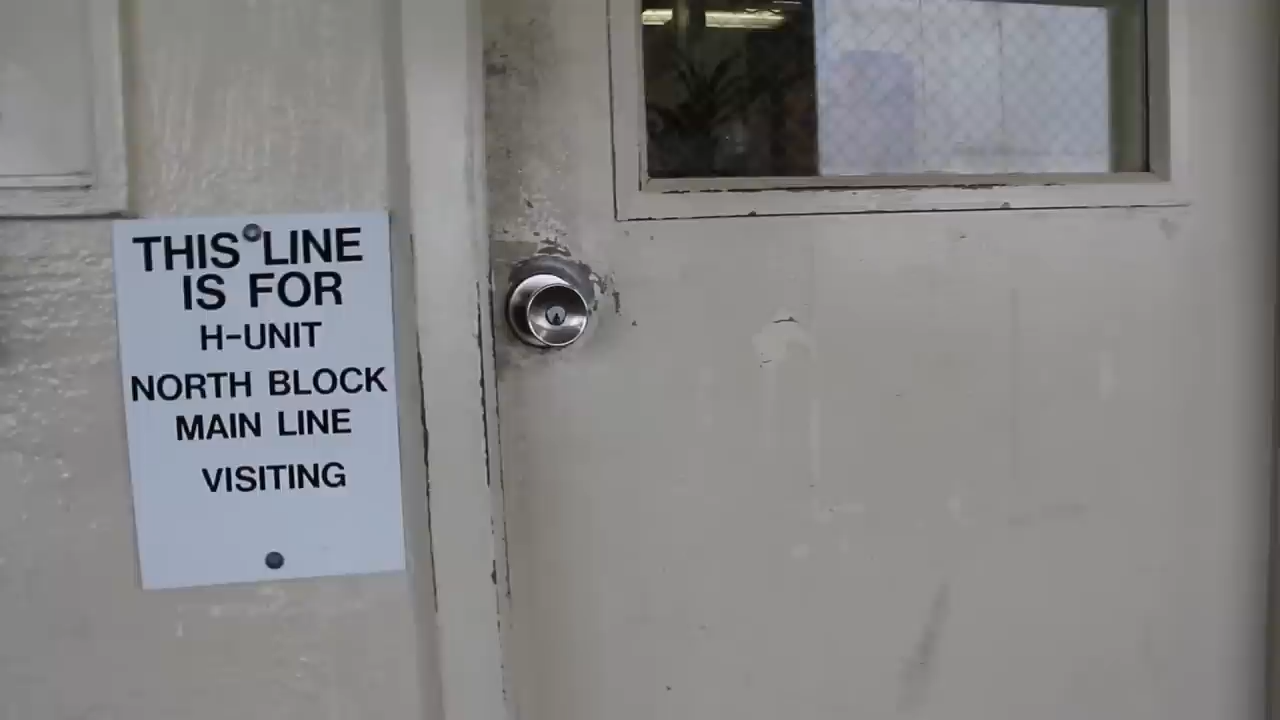 THIS LINE
IS FOR
H-UNIT
NORTH BLOCK
MAIN LINE
VISITING